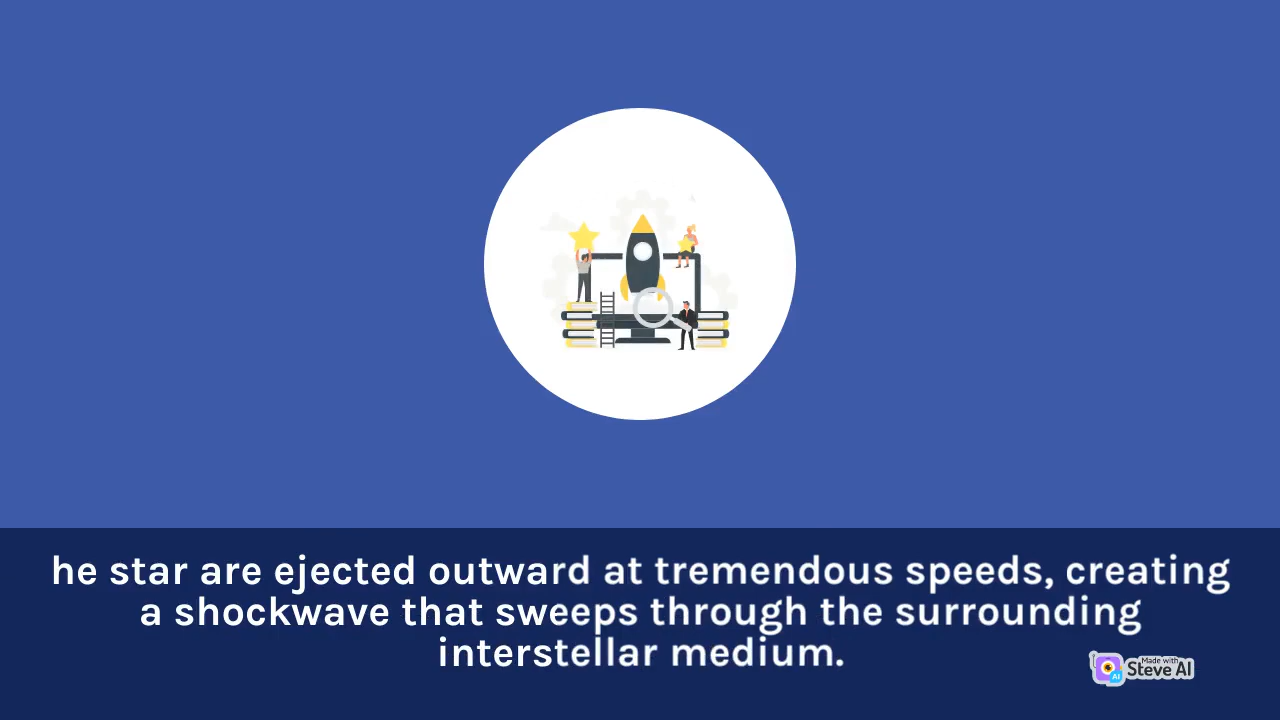 he star are ejected outward at tremendous speeds, creating
a shockwave that sweeps through the surrounding
interstellar medium.
Made with
Steve AI
AI